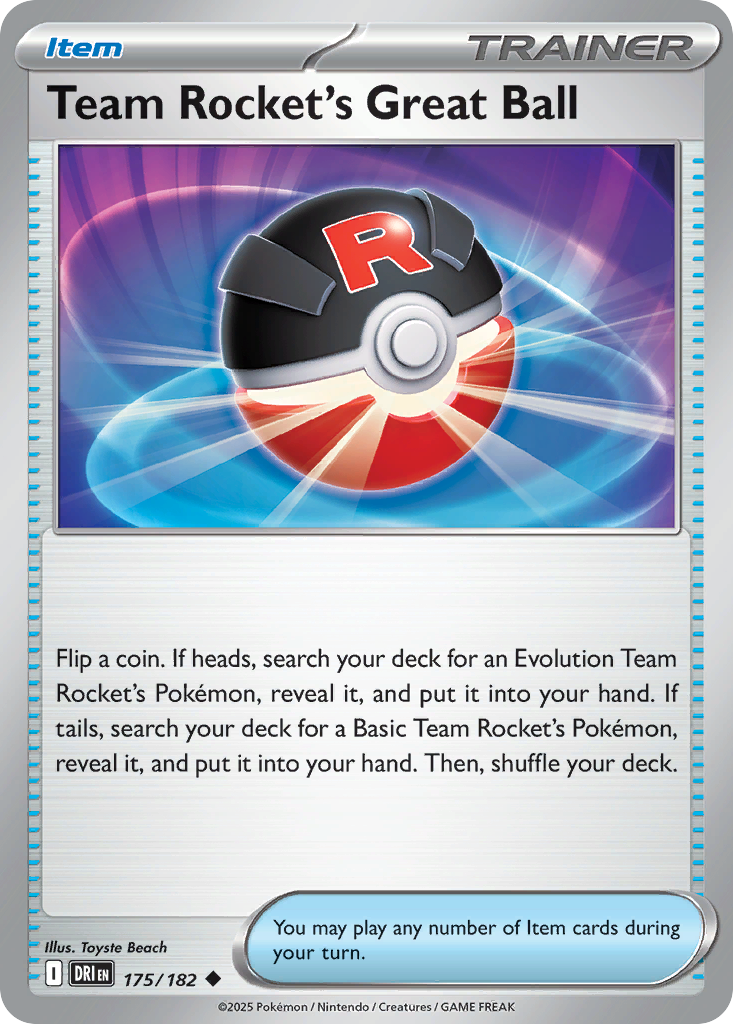 Item
TRAINER
Team Rocket's Great Ball
R
Flip a coin. If heads, search your deck for an Evolution Team
Rocket's Pokémon, reveal it, and put it into your hand. If
tails, search your deck for a Basic Team Rocket's Pokémon,
reveal it, and put it into your hand. Then, shuffle your deck.
You may play any number of Item cards during
your turn.
Illus. Toyste Beach
I DRI EN 175/182
©2025 Pokémon / Nintendo / Creatures / GAME FREAK